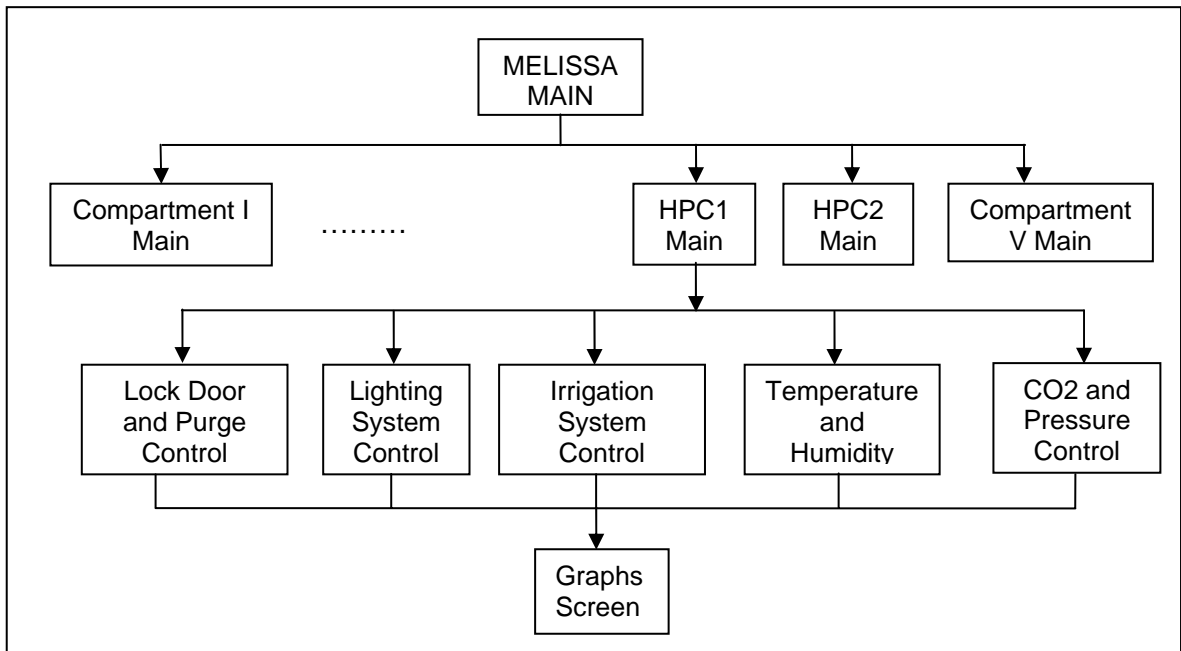 MELISSA
MAIN
Compartment I
Main
.........
HPC1
Main
HPC2
Main
Compartment
V Main
Lock Door
and Purge
Control
Lighting
System
Control
Irrigation
System
Control
Temperature
and
Humidity
CO2 and
Pressure
Control
Graphs
Screen